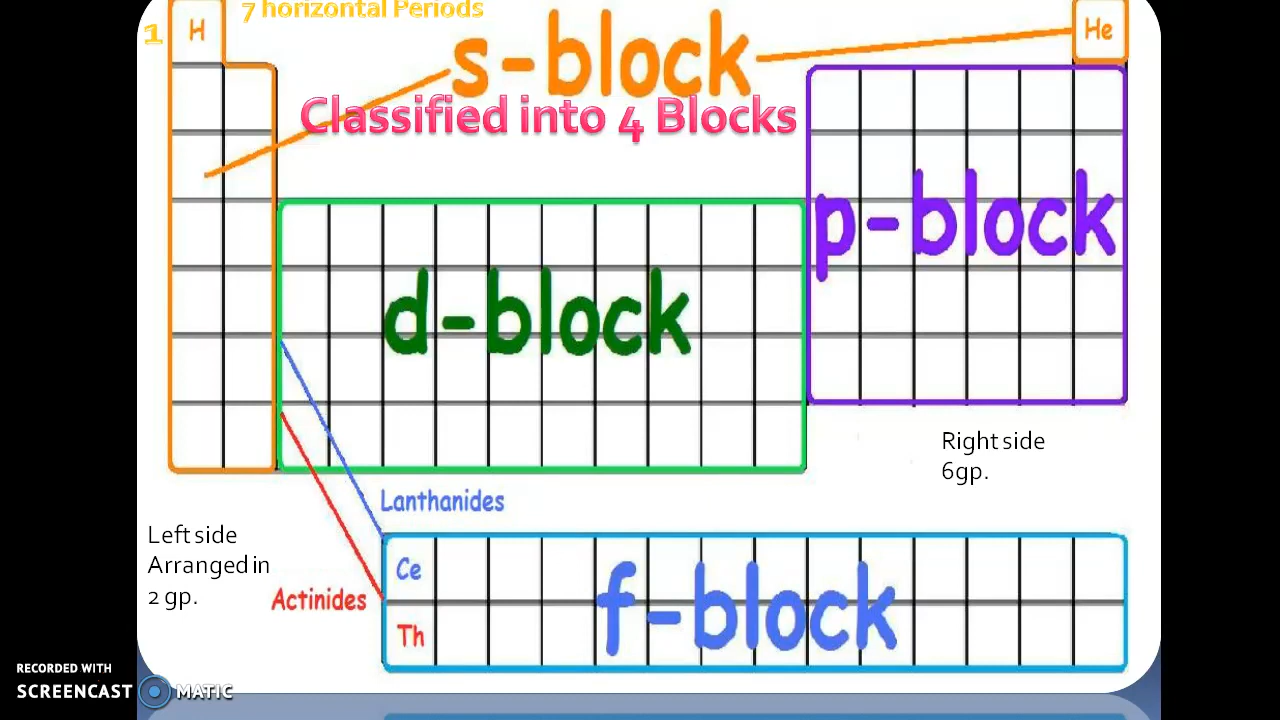 7 horizontal Periods
1
H
He
s-block
Classified into 4 Blocks
p-block
d-block
Right side
6gp.
Lanthanides
Left side
Arranged in
2 gp.
Actinides
Ce
f-block
Th
RECORDED WITH
SCREENCAST MATIC